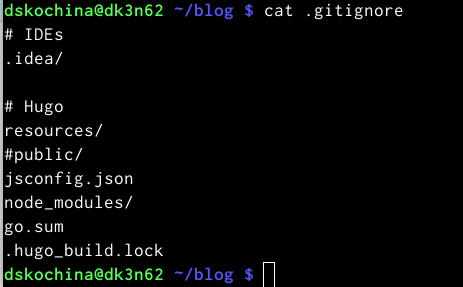 dskochina@dk3n62 ~/blog $ cat .gitignore
# IDEs
.idea/
# Hugo
resources/
#public/
jsconfig.json
node_modules/
go.sum
.hugo_build.lock
dskochina@dk3n62 ~/blog $